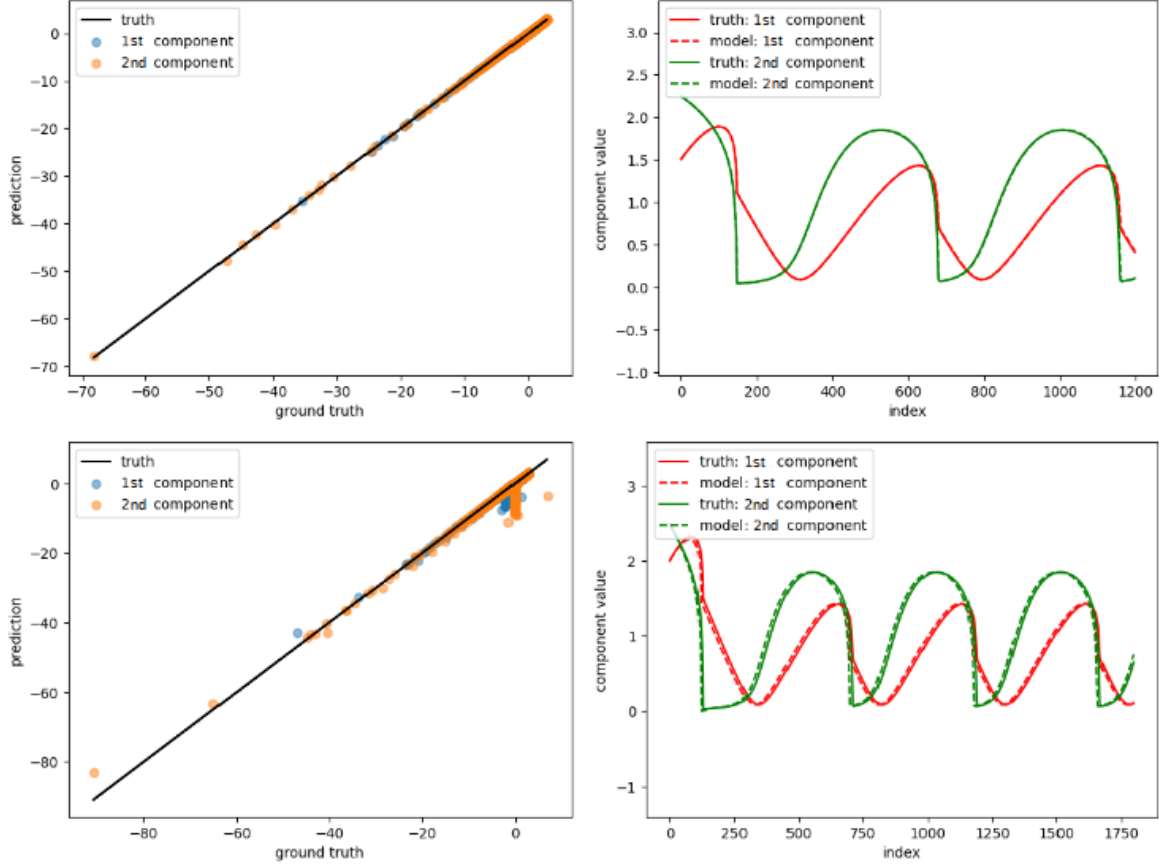 truth
1st component
2nd component
0
−10
−20
−30
−40
−50
−60
−70
prediction
−70 −60 −50 −40 −30 −20 −10 0
ground truth
truth: 1st component
model: 1st component
truth: 2nd component
model: 2nd component
3.0
2.5
2.0
1.5
1.0
0.5
0.0
−0.5
−1.0
component value
0 200 400 600 800 1000 1200
index
truth
1st component
2nd component
0
−20
−40
−60
−80
prediction
−80 −60 −40 −20 0
ground truth
truth: 1st component
model: 1st component
truth: 2nd component
model: 2nd component
3
2
1
0
−1
component value
0 250 500 750 1000 1250 1500 1750
index